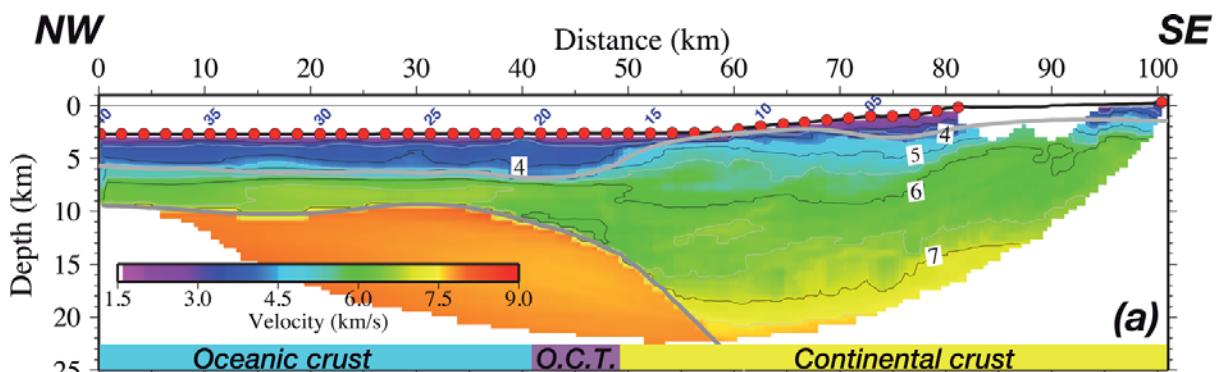 NW
SE
Distance (km)
0 10 20 30 40 50 60 70 80 90 100
40 35 30 25 20 15 10 05
0
5
10
15
20
25
Depth (km)
4
4
5
6
7
1.5 3.0 4.5 6.0 7.5 9.0
Velocity (km/s)
(a)
Oceanic crust O.C.T. Continental crust